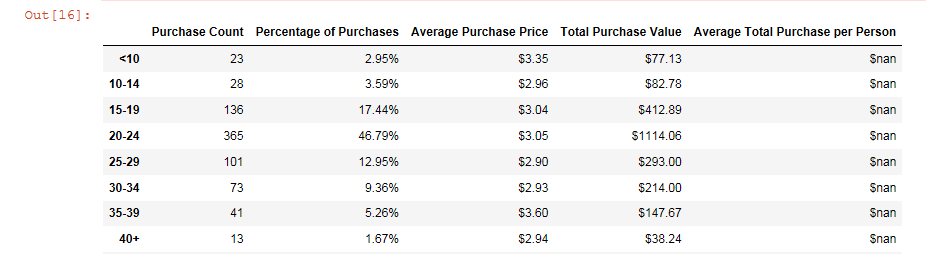 Out[16]:
Purchase Count Percentage of Purchases Average Purchase Price Total Purchase Value Average Total Purchase per Person
<10 23 2.95% $3.35 $77.13 $nan
10-14 28 3.59% $2.96 $82.78 $nan
15-19 136 17.44% $3.04 $412.89 $nan
20-24 365 46.79% $3.05 $1114.06 $nan
25-29 101 12.95% $2.90 $293.00 $nan
30-34 73 9.36% $2.93 $214.00 $nan
35-39 41 5.26% $3.60 $147.67 $nan
40+ 13 1.67% $2.94 $38.24 $nan